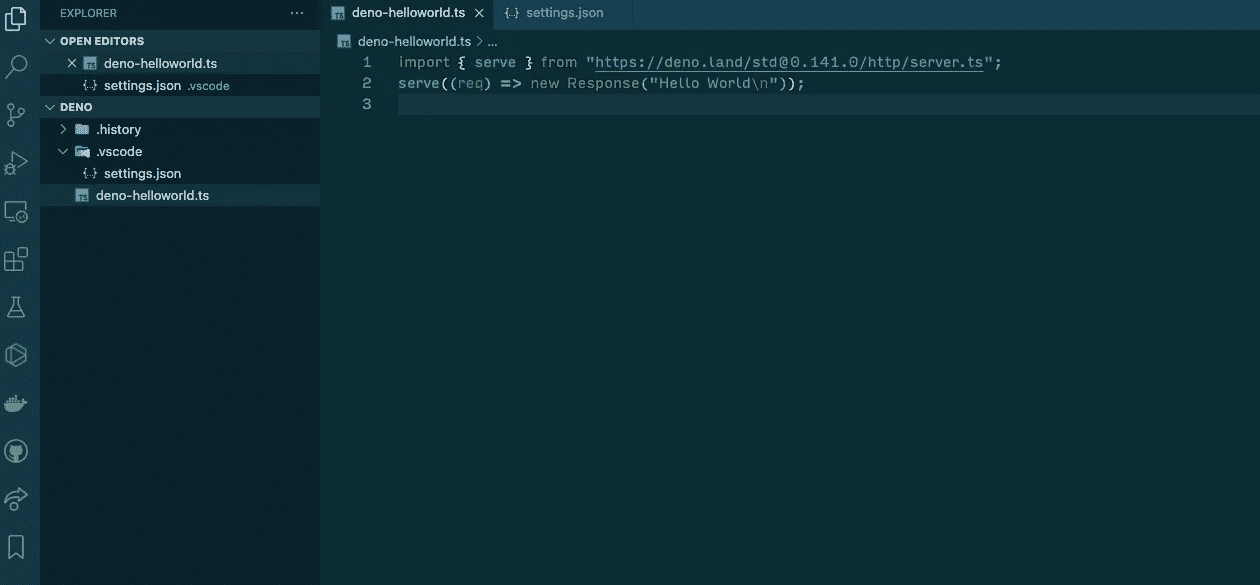 EXPLORER ...
OPEN EDITORS
deno-helloworld.ts
settings.json .vscode
DENO
.history
.vscode
settings.json
deno-helloworld.ts
deno-helloworld.ts settings.json
deno-helloworld.ts > ...
1 import { serve } from "https://deno.land/std@0.141.0/http/server.ts";
2 serve((req) => new Response("Hello World\n"));
3